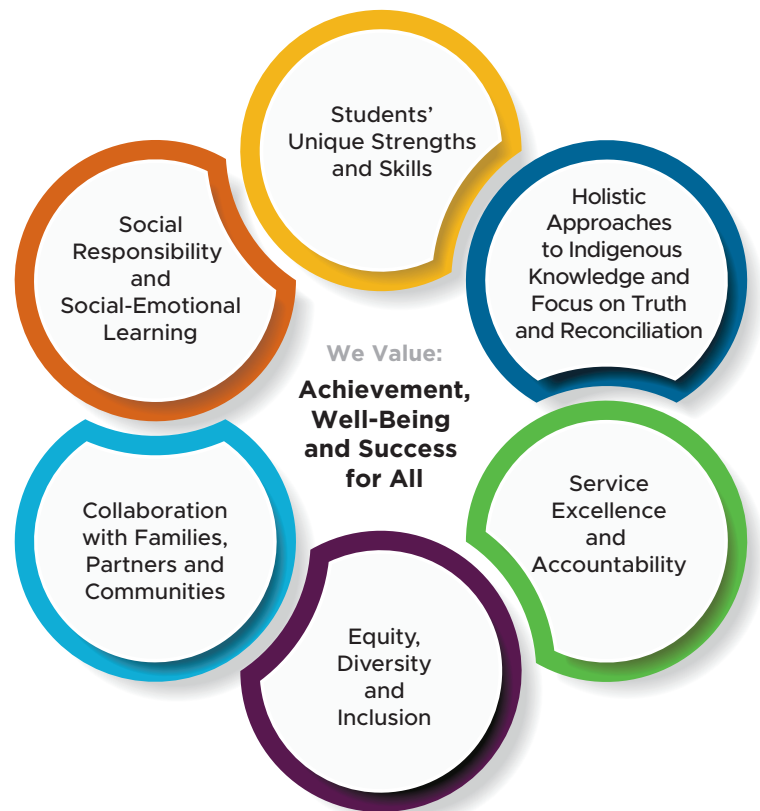 Students'
Unique Strengths
and Skills
Holistic
Approaches
to Indigenous
Knowledge and
Focus on Truth
and Reconciliation
Service
Excellence
and
Accountability
Equity,
Diversity
and
Inclusion
Collaboration
with Families,
Partners and
Communities
Social
Responsibility
and
Social-Emotional
Learning
We Value:
Achievement,
Well-Being
and Success
for All